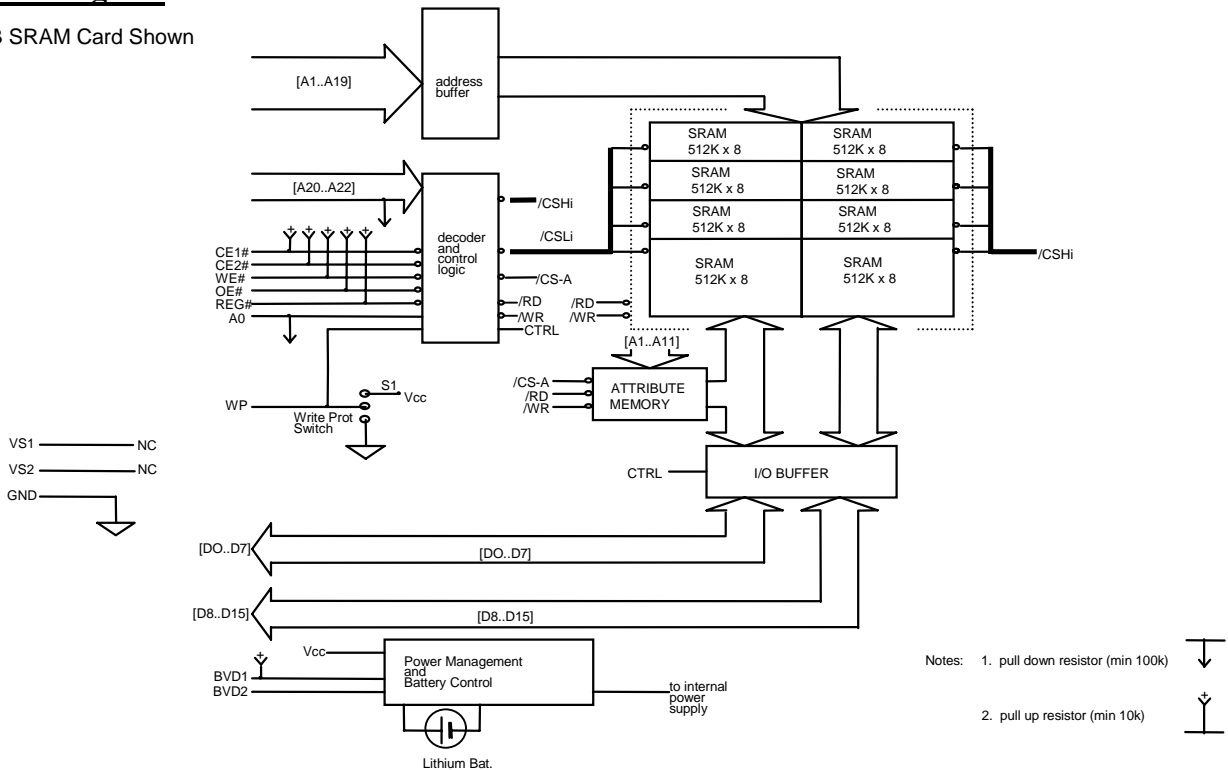 B SRAM Card Shown
[A1..A19]
address
buffer
SRAM
512K x 8
SRAM
512K x 8
SRAM
512K x 8
SRAM
512K x 8
SRAM
512K x 8
SRAM
512K x 8
SRAM
512K x 8
SRAM
512K x 8
[A20..A22]
decoder
and
control
logic
/CSHi
/CSLi
/CS-A
/RD
/WR
CTRL
/RD
/WR
/CSHi
CE1#
CE2#
WE#
OE#
REG#
A0
WP
S1
Vcc
Write Prot
Switch
[A1..A11]
/CS-A
/RD
/WR
ATTRIBUTE
MEMORY
VS1
NC
VS2
NC
GND
CTRL
I/O BUFFER
[DO..D7]
[DO..D7]
[D8..D15]
[D8..D15]
Vcc
BVD1
BVD2
Power Management
and
Battery Control
to internal
power
supply
Lithium Bat.
Notes: 1. pull down resistor (min 100k)
2. pull up resistor (min 10k)